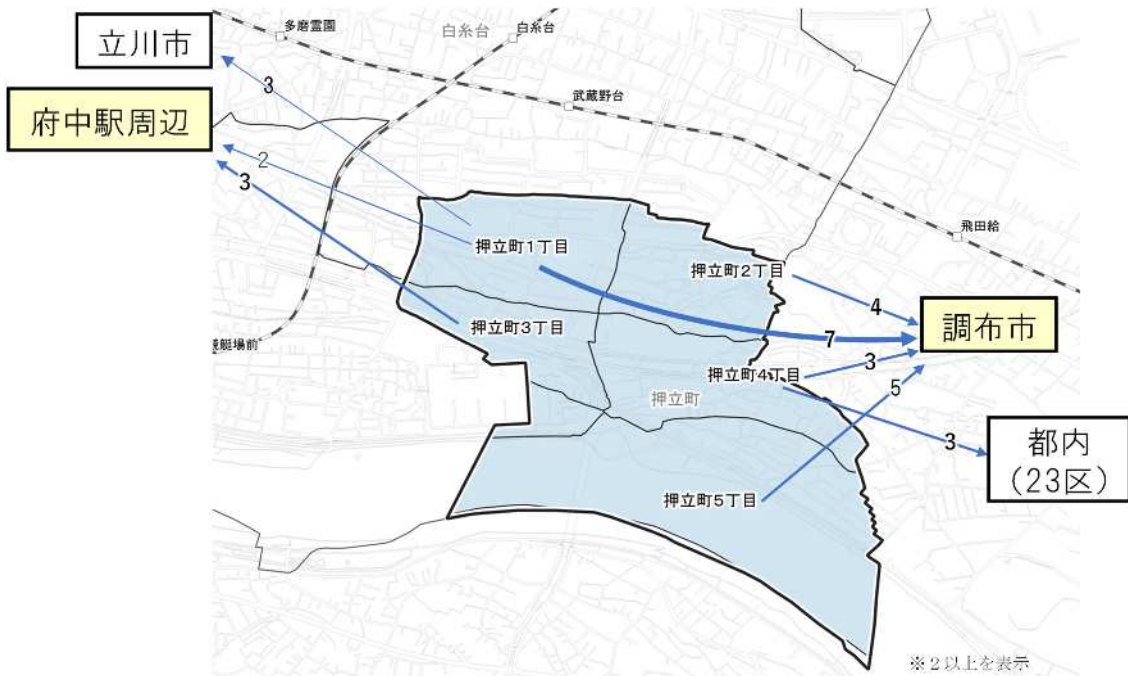 立川市
多磨霊園
白糸台
白糸台
武蔵野台
府中駅周辺
3
2
3
飛田給
押立町1丁目
押立町2丁目
4
調布市
押立町3丁目
7
競艇場前
押立町4丁目
3
押立町
5
3
都内
（23区）
押立町5丁目
※２以上を表示